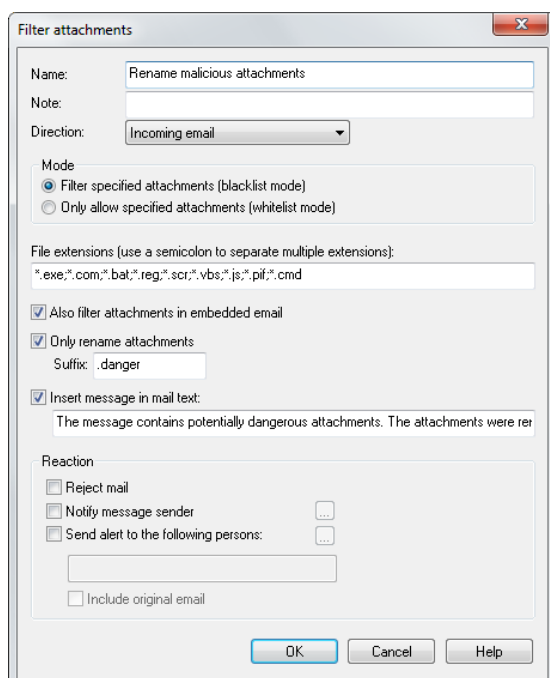 Filter attachments
Name: Rename malicious attachments
Note:
Direction: Incoming email
Mode
Filter specified attachments (blacklist mode)
Only allow specified attachments (whitelist mode)
File extensions (use a semicolon to separate multiple extensions):
*.exe;*.com;*.bat;*.reg;*.scr;*.vbs;*.js;*.pif;*.cmd
Also filter attachments in embedded email
Only rename attachments
Suffix: .danger
Insert message in mail text:
The message contains potentially dangerous attachments. The attachments were rer
Reaction
Reject mail
Notify message sender ...
Send alert to the following persons: ...
Include original email
OK Cancel Help